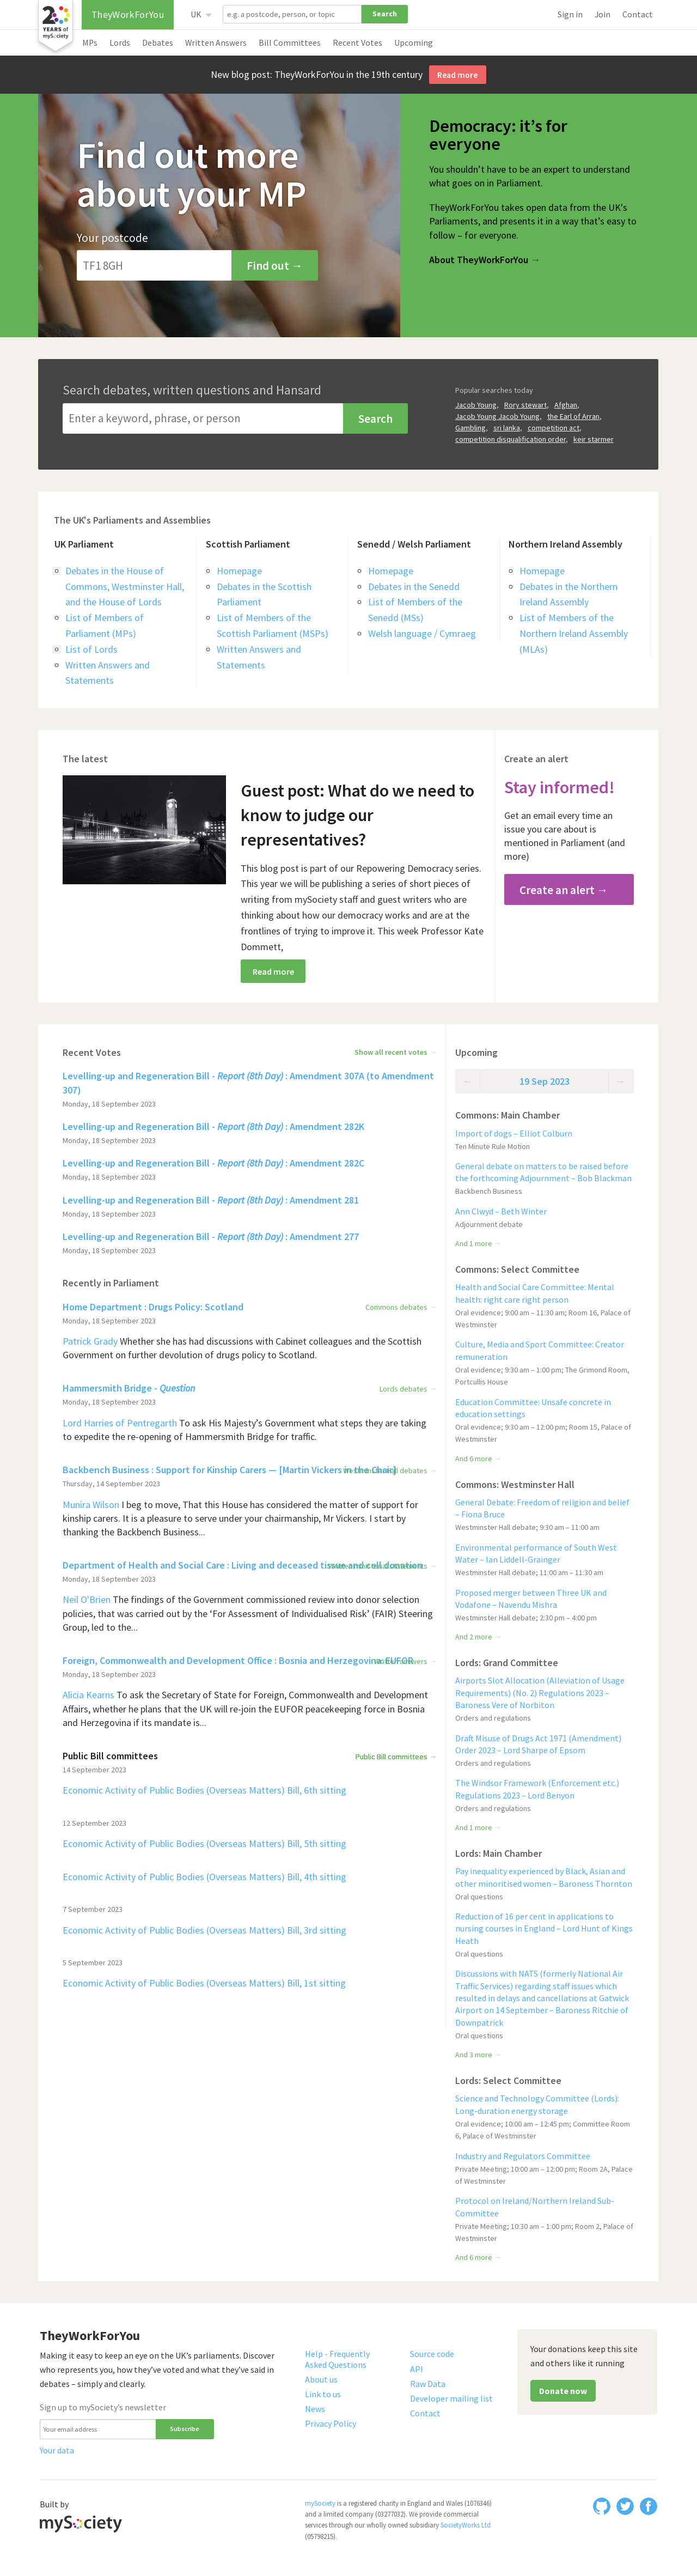 20
YEARS of
mySociety
TheyWorkForYou
UK
e.g. a postcode, person, or topic
Search
Sign in
Join
Contact
MPs
Lords
Debates
Written Answers
Bill Committees
Recent Votes
Upcoming
New blog post: TheyWorkForYou in the 19th century
Read more
Find out more
about your MP
Your postcode
TF1 8GH
Find out →
Democracy: it’s for
everyone
You shouldn’t have to be an expert to understand
what goes on in Parliament.
TheyWorkForYou takes open data from the UK’s
Parliaments, and presents it in a way that’s easy to
follow – for everyone.
About TheyWorkForYou →
Search debates, written questions and Hansard
Enter a keyword, phrase, or person
Search
Popular searches today
Jacob Young, Rory stewart, Afghan,
Jacob Young Jacob Young, the Earl of Arran,
Gambling, sri lanka, competition act,
competition disqualification order, keir starmer
The UK's Parliaments and Assemblies
UK Parliament
Debates in the House of
Commons, Westminster Hall,
and the House of Lords
List of Members of
Parliament (MPs)
List of Lords
Written Answers and
Statements
Scottish Parliament
Homepage
Debates in the Scottish
Parliament
List of Members of the
Scottish Parliament (MSPs)
Written Answers and
Statements
Senedd / Welsh Parliament
Homepage
Debates in the Senedd
List of Members of the
Senedd (MSs)
Welsh language / Cymraeg
Northern Ireland Assembly
Homepage
Debates in the Northern
Ireland Assembly
List of Members of the
Northern Ireland Assembly
(MLAs)
The latest
Guest post: What do we need to
know to judge our
representatives?
This blog post is part of our Repowering Democracy series.
This year we will be publishing a series of short pieces of
writing from mySociety staff and guest writers who are
thinking about how our democracy works and are at the
frontlines of trying to improve it. This week Professor Kate
Dommett,
Read more
Create an alert
Stay informed!
Get an email every time an
issue you care about is
mentioned in Parliament (and
more)
Create an alert →
Recent Votes
Show all recent votes →
Levelling-up and Regeneration Bill - Report (8th Day) : Amendment 307A (to Amendment
307)
Monday, 18 September 2023
Levelling-up and Regeneration Bill - Report (8th Day) : Amendment 282K
Monday, 18 September 2023
Levelling-up and Regeneration Bill - Report (8th Day) : Amendment 282C
Monday, 18 September 2023
Levelling-up and Regeneration Bill - Report (8th Day) : Amendment 281
Monday, 18 September 2023
Levelling-up and Regeneration Bill - Report (8th Day) : Amendment 277
Monday, 18 September 2023
Recently in Parliament
Home Department : Drugs Policy: Scotland
Commons debates →
Monday, 18 September 2023
Patrick Grady Whether she has had discussions with Cabinet colleagues and the Scottish
Government on further devolution of drugs policy to Scotland.
Hammersmith Bridge - Question
Lords debates →
Monday, 18 September 2023
Lord Harries of Pentregarth To ask His Majesty’s Government what steps they are taking
to expedite the re-opening of Hammersmith Bridge for traffic.
Backbench Business : Support for Kinship Carers — [Martin Vickers in the Chair]
Thursday, 14 September 2023
Munira Wilson I beg to move, That this House has considered the matter of support for
kinship carers. It is a pleasure to serve under your chairmanship, Mr Vickers. I start by
thanking the Backbench Business...
Department of Health and Social Care : Living and deceased tissue and cell donation
Monday, 18 September 2023
Neil O'Brien The findings of the Government commissioned review into donor selection
policies, that was carried out by the ‘For Assessment of Individualised Risk’ (FAIR) Steering
Group, led to the...
Foreign, Commonwealth and Development Office : Bosnia and Herzegovina: EUFOR
Monday, 18 September 2023
Alicia Kearns To ask the Secretary of State for Foreign, Commonwealth and Development
Affairs, whether he plans that the UK will re-join the EUFOR peacekeeping force in Bosnia
and Herzegovina if its mandate is...
Public Bill committees
Public Bill committees →
14 September 2023
Economic Activity of Public Bodies (Overseas Matters) Bill, 6th sitting
12 September 2023
Economic Activity of Public Bodies (Overseas Matters) Bill, 5th sitting
Economic Activity of Public Bodies (Overseas Matters) Bill, 4th sitting
7 September 2023
Economic Activity of Public Bodies (Overseas Matters) Bill, 3rd sitting
5 September 2023
Economic Activity of Public Bodies (Overseas Matters) Bill, 1st sitting
Upcoming
← 19 Sep 2023 →
Commons: Main Chamber
Import of dogs – Elliot Colburn
Ten Minute Rule Motion
General debate on matters to be raised before
the forthcoming Adjournment – Bob Blackman
Backbench Business
Ann Clwyd – Beth Winter
Adjournment debate
And 1 more →
Commons: Select Committee
Health and Social Care Committee: Mental
health: right care right person
Oral evidence; 9:00 am – 11:30 am; Room 16, Palace of
Westminster
Culture, Media and Sport Committee: Creator
remuneration
Oral evidence; 9:30 am – 1:00 pm; The Grimond Room,
Portcullis House
Education Committee: Unsafe concrete in
education settings
Oral evidence; 9:30 am – 12:00 pm; Room 15, Palace of
Westminster
And 6 more →
Commons: Westminster Hall
General Debate: Freedom of religion and belief
– Fiona Bruce
Westminster Hall debate; 9:30 am – 11:00 am
Environmental performance of South West
Water – Ian Liddell-Grainger
Westminster Hall debate; 11:00 am – 11:30 am
Proposed merger between Three UK and
Vodafone – Navendu Mishra
Westminster Hall debate; 2:30 pm – 4:00 pm
And 2 more →
Lords: Grand Committee
Airports Slot Allocation (Alleviation of Usage
Requirements) (No. 2) Regulations 2023 –
Baroness Vere of Norbiton
Orders and regulations
Draft Misuse of Drugs Act 1971 (Amendment)
Order 2023 – Lord Sharpe of Epsom
Orders and regulations
The Windsor Framework (Enforcement etc.)
Regulations 2023 – Lord Benyon
Orders and regulations
And 1 more →
Lords: Main Chamber
Pay inequality experienced by Black, Asian and
other minoritised women – Baroness Thornton
Oral questions
Reduction of 16 per cent in applications to
nursing courses in England – Lord Hunt of Kings
Heath
Oral questions
Discussions with NATS (formerly National Air
Traffic Services) regarding staff issues which
resulted in delays and cancellations at Gatwick
Airport on 14 September – Baroness Ritchie of
Downpatrick
Oral questions
And 3 more →
Lords: Select Committee
Science and Technology Committee (Lords):
Long-duration energy storage
Oral evidence; 10:00 am – 12:45 pm; Committee Room
6, Palace of Westminster
Industry and Regulators Committee
Private Meeting; 10:00 am – 12:00 pm; Room 2A, Palace
of Westminster
Protocol on Ireland/Northern Ireland Sub-
Committee
Private Meeting; 10:30 am – 1:00 pm; Room 2, Palace of
Westminster
And 6 more →
TheyWorkForYou
Making it easy to keep an eye on the UK’s parliaments. Discover
who represents you, how they’ve voted and what they’ve said in
debates – simply and clearly.
Sign up to mySociety’s newsletter
Your email address
Subscribe
Your data
Help - Frequently
Asked Questions
About us
Link to us
News
Privacy Policy
Source code
API
Raw Data
Developer mailing list
Contact
Your donations keep this site
and others like it running
Donate now
Built by
mySociety
mySociety is a registered charity in England and Wales (1076346)
and a limited company (03277032). We provide commercial
services through our wholly owned subsidiary SocietyWorks Ltd
(05798215).